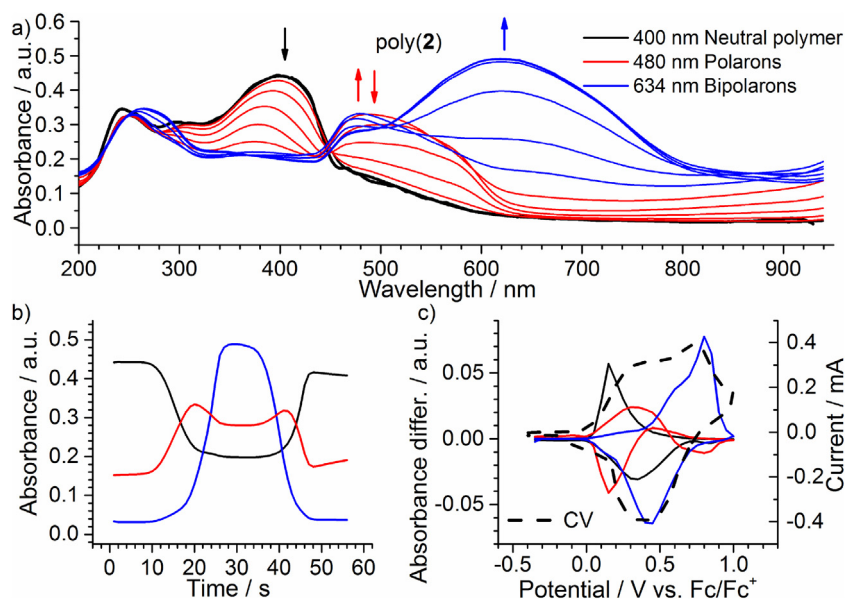 a)
poly(2)
400 nm Neutral polymer
480 nm Polarons
634 nm Bipolarons
Absorbance / a.u.
0.6
0.5
0.4
0.3
0.2
0.1
0.0
200 300 400 500 600 700 800 900
Wavelength / nm
b)
Absorbance / a.u.
0.5
0.4
0.3
0.2
0.1
0.0
0 10 20 30 40 50 60
Time / s
c)
Absorbance differ. / a.u.
0.05
0.00
-0.05
CV
0.4
0.2
0.0
-0.2
-0.4
Current / mA
-0.5 0.0 0.5 1.0
Potential / V vs. Fc/Fc⁺